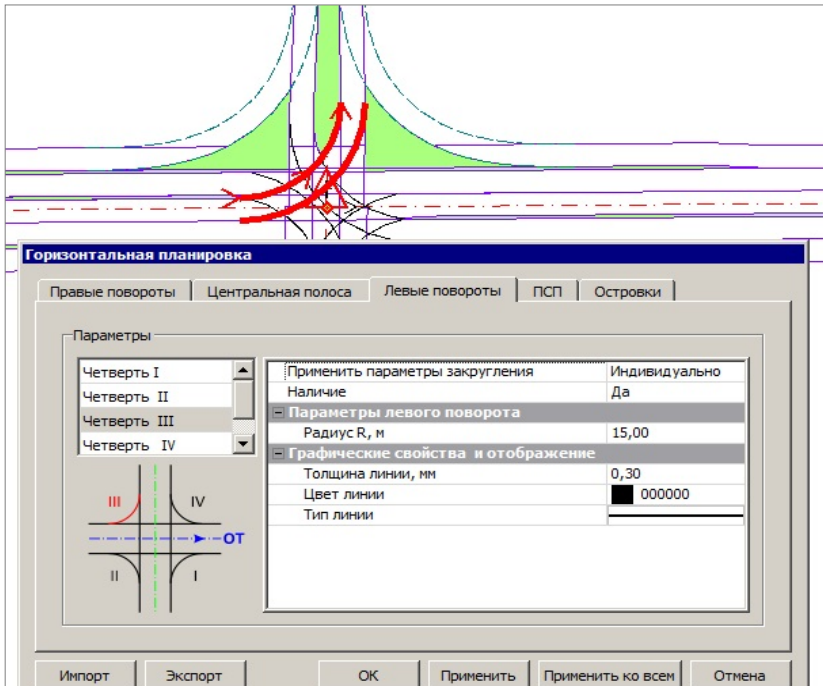 Горизонтальная планировка
Правые повороты Центральная полоса Левые повороты ПСП Островки
Параметры
Четверть I
Четверть II
Четверть III
Четверть IV
Применить параметры закругления Индивидуально
Наличие Да
Параметры левого поворота
Радиус R, м 15,00
Графические свойства и отображение
Толщина линии, мм 0,30
Цвет линии 000000
Тип линии
III IV
ОТ
II I
Импорт Экспорт ОК Применить Применить ко всем Отмена